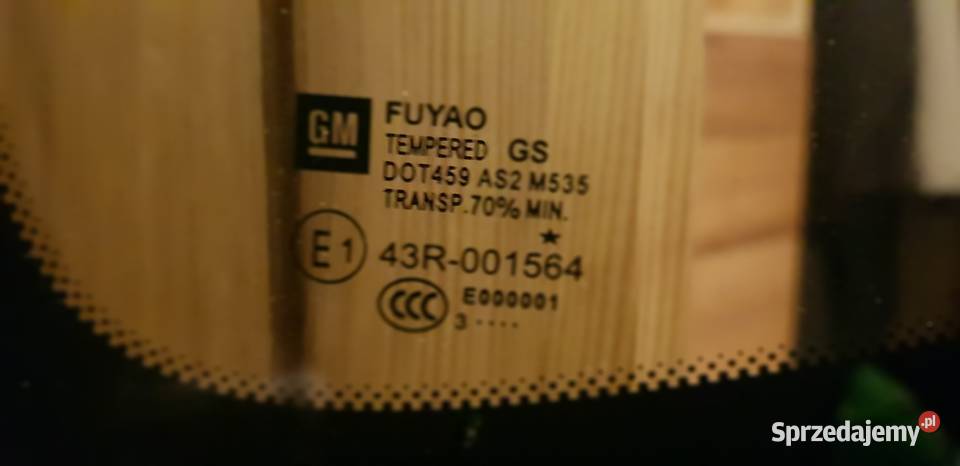 GM
FUYAO
TEMPERED GS
DOT459 AS2 M535
TRANSP.70% MIN.
E1
43R-001564
CCC
E000001
3 ····
Sprzedajemy.pl